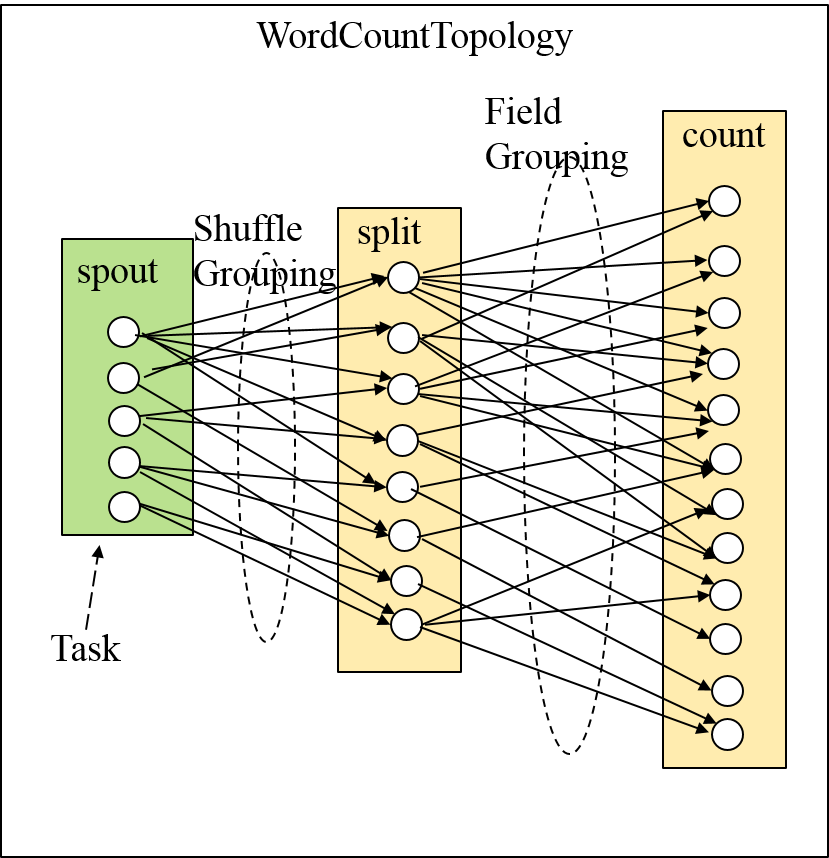 WordCountTopology
Field
Grouping
count
Shuffle
Grouping
split
spout
Task